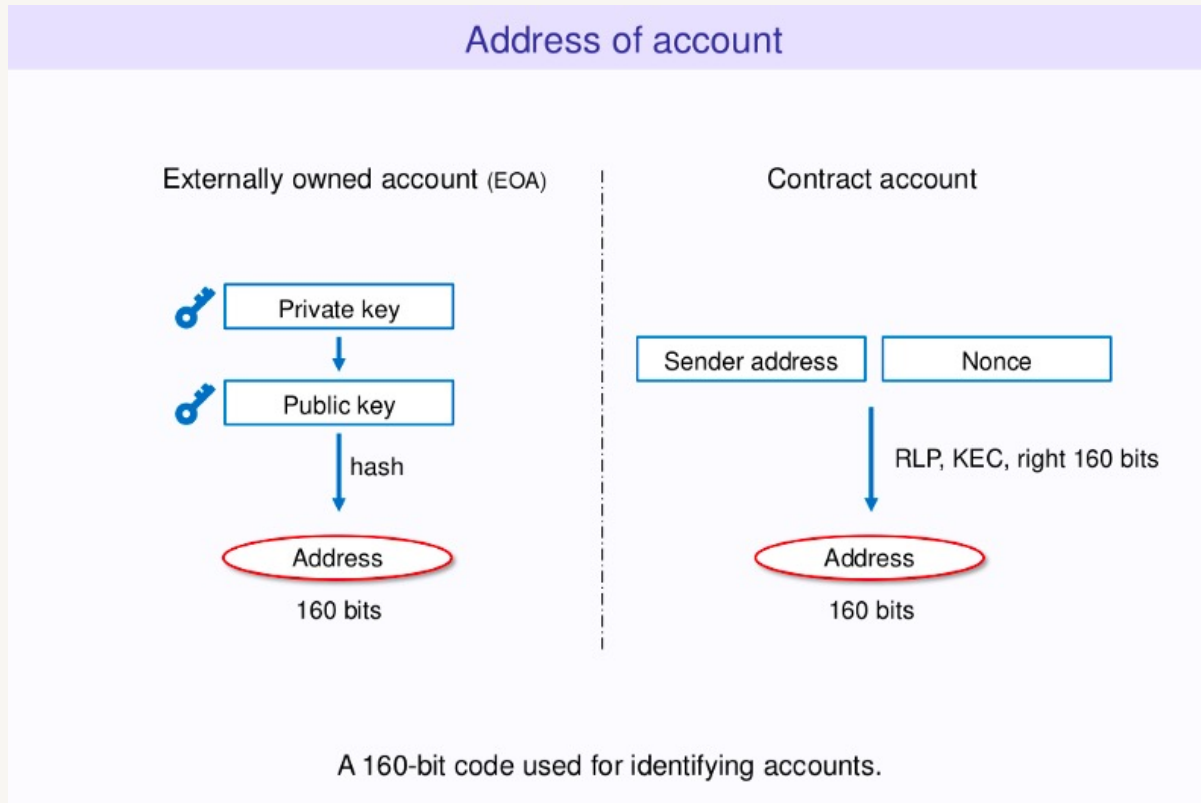 Address of account
Externally owned account (EOA)
Private key
Public key
hash
Address
160 bits
Contract account
Sender address
Nonce
RLP, KEC, right 160 bits
Address
160 bits
A 160-bit code used for identifying accounts.